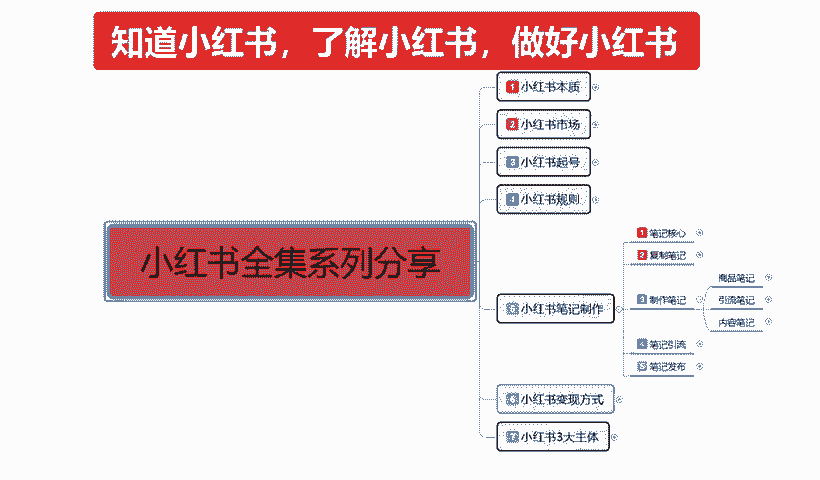 知道小红书，了解小红书，做好小红书
小红书全集系列分享
1 小红书本质
2 小红书市场
3 小红书起号
4 小红书规则
5 小红书笔记制作
1 笔记核心
2 复制笔记
3 制作笔记
商品笔记
引流笔记
内容笔记
4 笔记引流
5 笔记发布
6 小红书变现方式
7 小红书3大主体